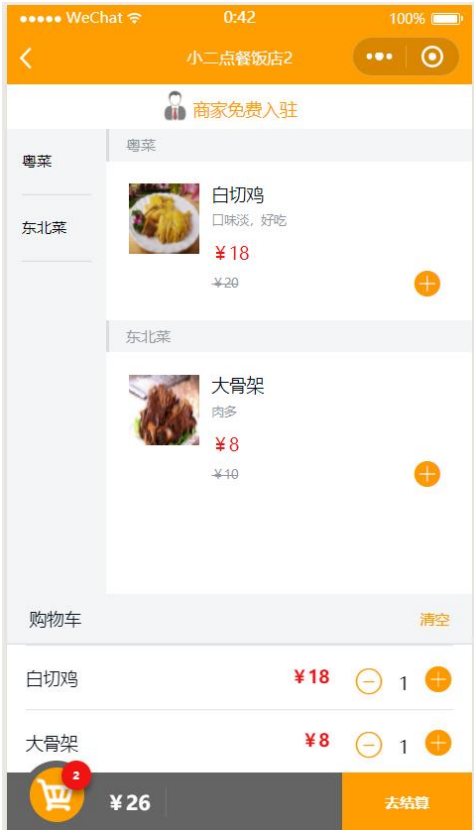 WeChat 0:42 100%
小二点餐饭店2
商家免费入驻
粤菜
东北菜
粤菜
白切鸡
口味淡，好吃
￥18
￥20
东北菜
大骨架
肉多
￥8
￥10
购物车 清空
白切鸡 ￥18 1
大骨架 ￥8 1
2
￥26 去结算